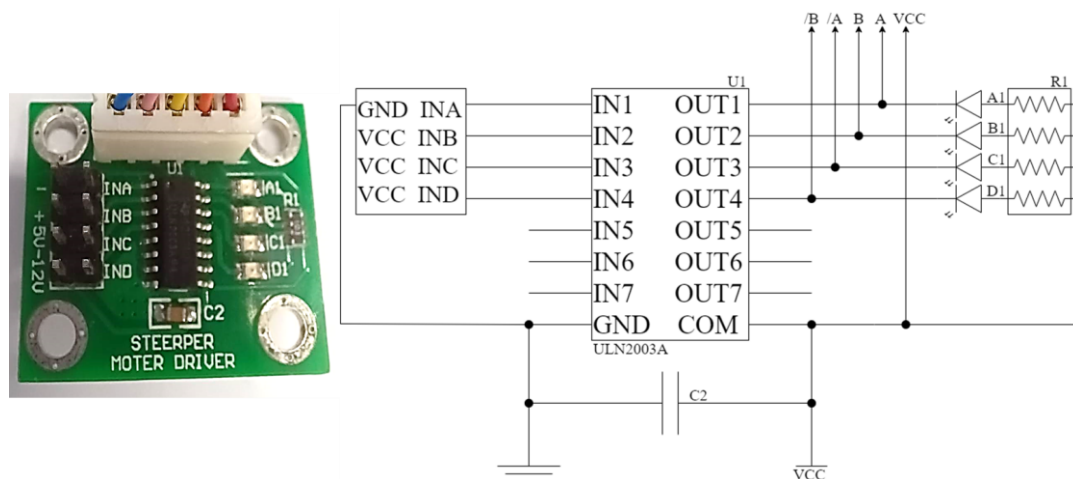 U1
INA
INB
INC
IND
- + 5V-12V
A1
B1
C1
D1
R1
C2
STEERPER
MOTER DRIVER
/B /A B A VCC
U1
R1
GND INA
VCC INB
VCC INC
VCC IND
IN1 OUT1
IN2 OUT2
IN3 OUT3
IN4 OUT4
IN5 OUT5
IN6 OUT6
IN7 OUT7
GND COM
ULN2003A
A1
B1
C1
D1
C2
VCC